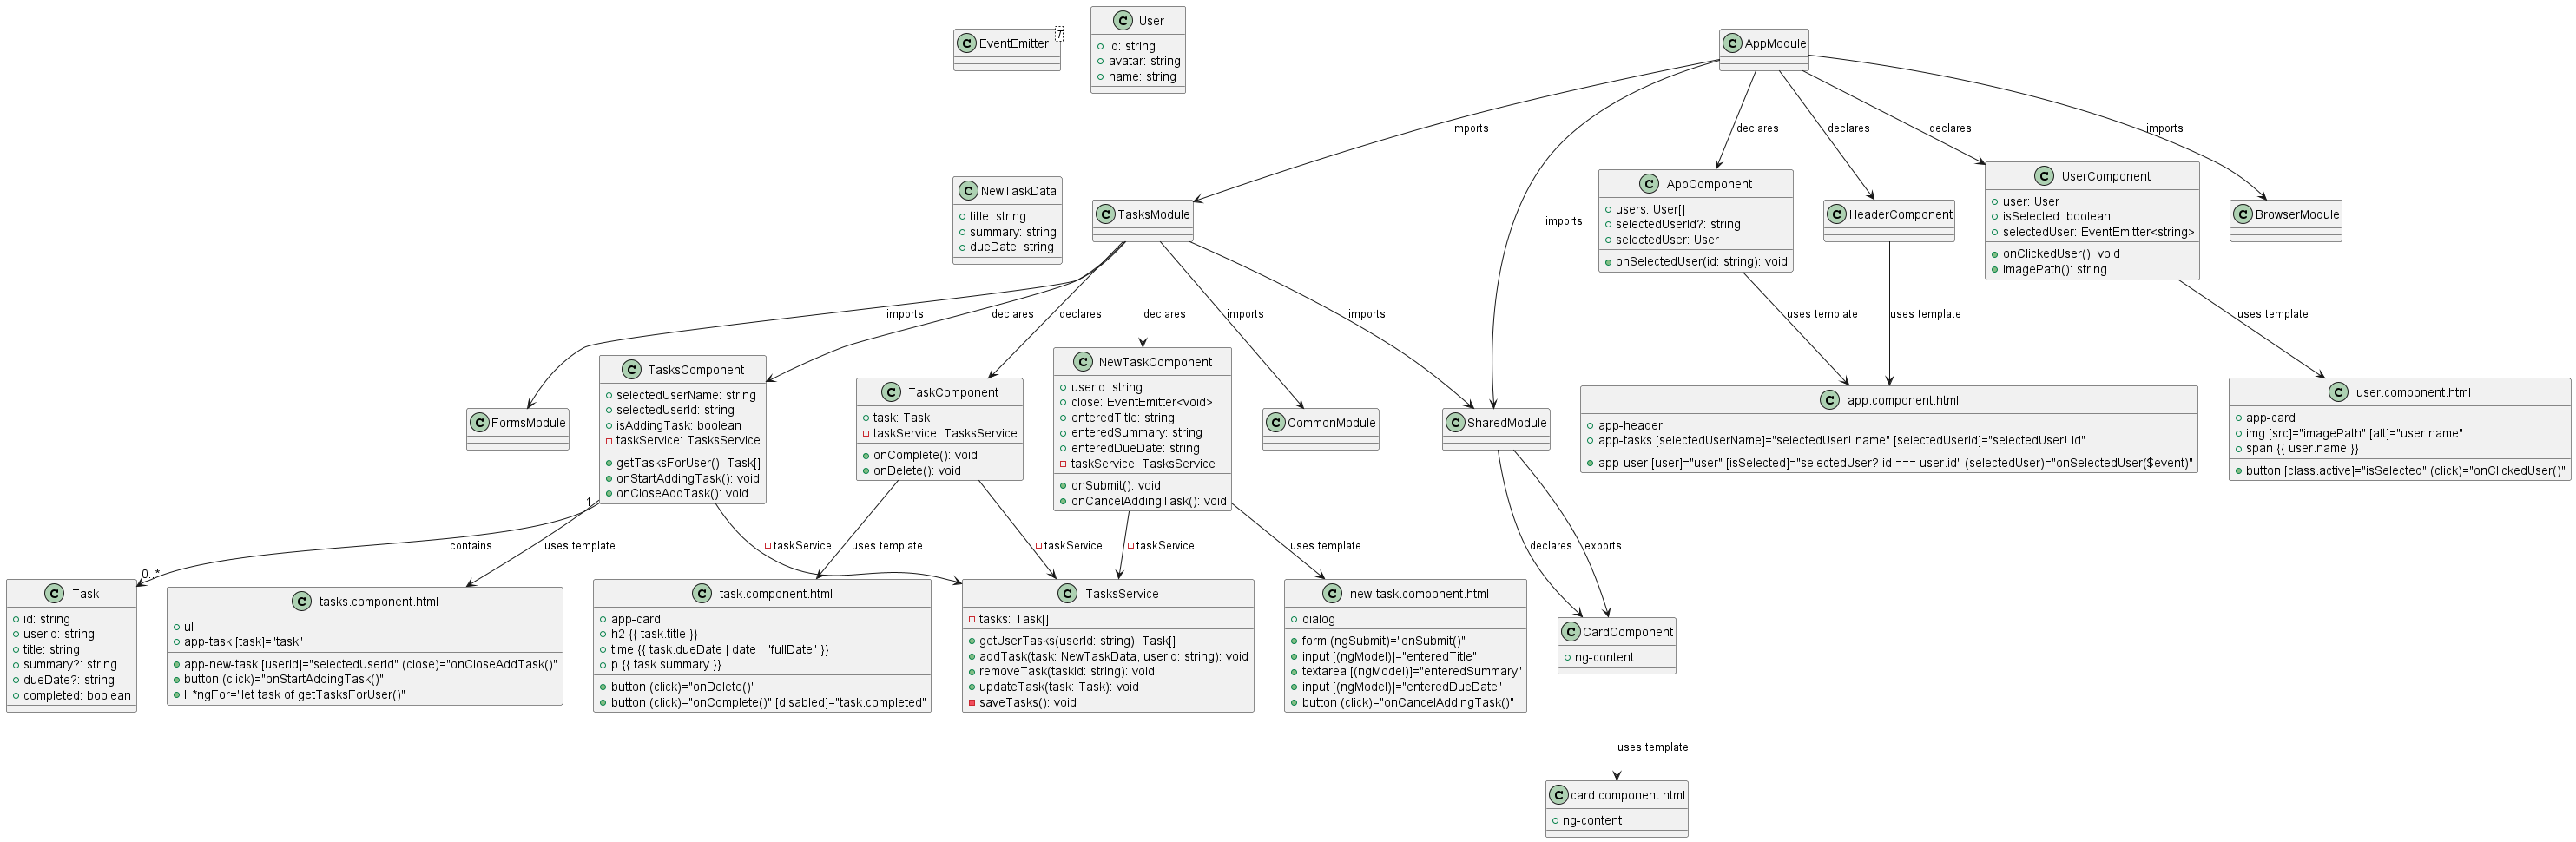 C EventEmitter T
C User
id: string
avatar: string
name: string
C AppModule
imports
declares
declares
declares
imports
imports
C NewTaskData
title: string
summary: string
dueDate: string
C TasksModule
C AppComponent
users: User[]
selectedUserId?: string
selectedUser: User
onSelectedUser(id: string): void
C HeaderComponent
C UserComponent
user: User
isSelected: boolean
selectedUser: EventEmitter<string>
onClickedUser(): void
imagePath(): string
C BrowserModule
imports
declares
declares
declares
imports
imports
uses template
uses template
uses template
C FormsModule
C TasksComponent
selectedUserName: string
selectedUserId: string
isAddingTask: boolean
taskService: TasksService
getTasksForUser(): Task[]
onStartAddingTask(): void
onCloseAddTask(): void
C TaskComponent
task: Task
taskService: TasksService
onComplete(): void
onDelete(): void
C NewTaskComponent
userId: string
close: EventEmitter<void>
enteredTitle: string
enteredSummary: string
enteredDueDate: string
taskService: TasksService
onSubmit(): void
onCancelAddingTask(): void
C CommonModule
C SharedModule
C app.component.html
app-header
app-tasks [selectedUserName]="selectedUser!.name" [selectedUserId]="selectedUser!.id"
app-user [user]="user" [isSelected]="selectedUser?.id === user.id" (selectedUser)="onSelectedUser($event)"
C user.component.html
app-card
img [src]="imagePath" [alt]="user.name"
span {{ user.name }}
button [class.active]="isSelected" (click)="onClickedUser()"
1
contains
0..*
uses template
taskService
uses template
taskService
taskService
uses template
declares
exports
C Task
id: string
userId: string
title: string
summary?: string
dueDate?: string
completed: boolean
C tasks.component.html
ul
app-task [task]="task"
app-new-task [userId]="selectedUserId" (close)="onCloseAddTask()"
button (click)="onStartAddingTask()"
li *ngFor="let task of getTasksForUser()"
C task.component.html
app-card
h2 {{ task.title }}
time {{ task.dueDate | date : "fullDate" }}
p {{ task.summary }}
button (click)="onDelete()"
button (click)="onComplete()" [disabled]="task.completed"
C TasksService
tasks: Task[]
getUserTasks(userId: string): Task[]
addTask(task: NewTaskData, userId: string): void
removeTask(taskId: string): void
updateTask(task: Task): void
saveTasks(): void
C new-task.component.html
dialog
form (ngSubmit)="onSubmit()"
input [(ngModel)]="enteredTitle"
textarea [(ngModel)]="enteredSummary"
input [(ngModel)]="enteredDueDate"
button (click)="onCancelAddingTask()"
C CardComponent
ng-content
uses template
C card.component.html
ng-content